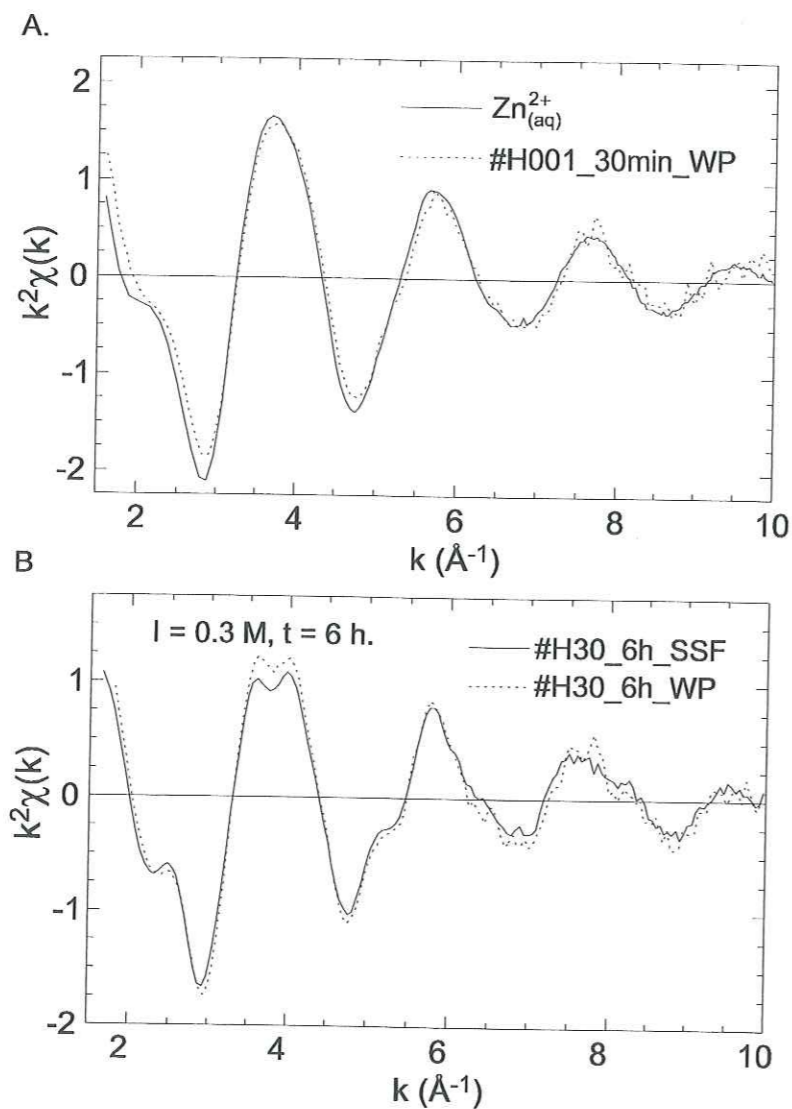 A.
2
1
0
-1
-2
k²χ(k)
Zn²⁺(aq)
#H001_30min_WP
2 4 6 8 10
k (Å⁻¹)
B
I = 0.3 M, t = 6 h.
#H30_6h_SSF
#H30_6h_WP
1
0
-1
-2
k²χ(k)
2 4 6 8 10
k (Å⁻¹)